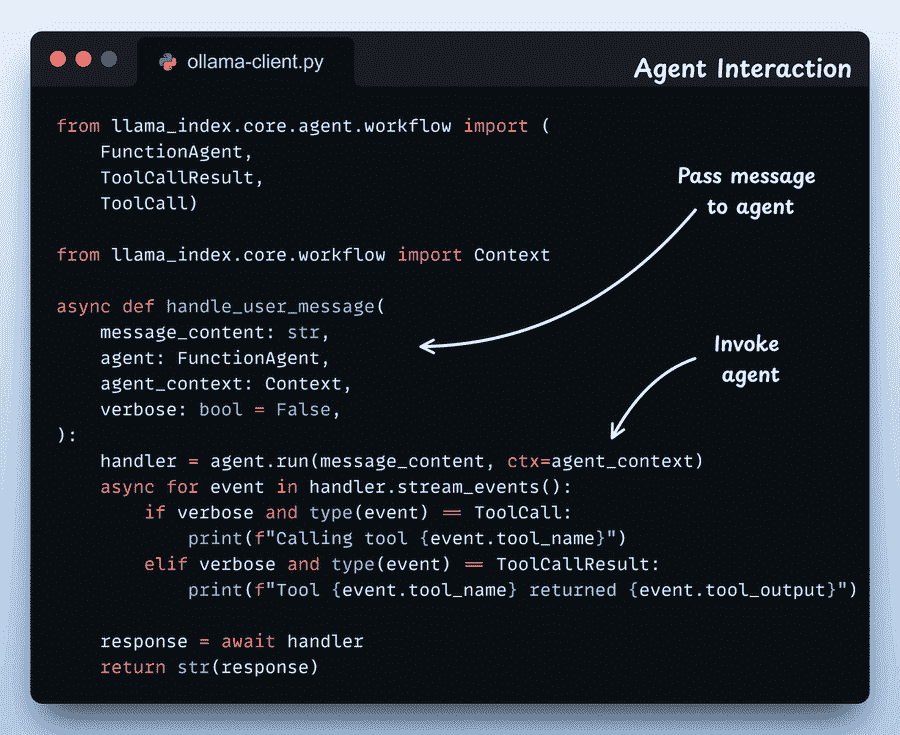 ollama-client.py
Agent Interaction
from llama_index.core.agent.workflow import (
    FunctionAgent,
    ToolCallResult,
    ToolCall)
from llama_index.core.workflow import Context
async def handle_user_message(
    message_content: str,
    agent: FunctionAgent,
    agent_context: Context,
    verbose: bool = False,
):
    handler = agent.run(message_content, ctx=agent_context)
    async for event in handler.stream_events():
        if verbose and type(event) == ToolCall:
            print(f"Calling tool {event.tool_name}")
        elif verbose and type(event) == ToolCallResult:
            print(f"Tool {event.tool_name} returned {event.tool_output}")
    response = await handler
    return str(response)
Pass message
to agent
Invoke
agent